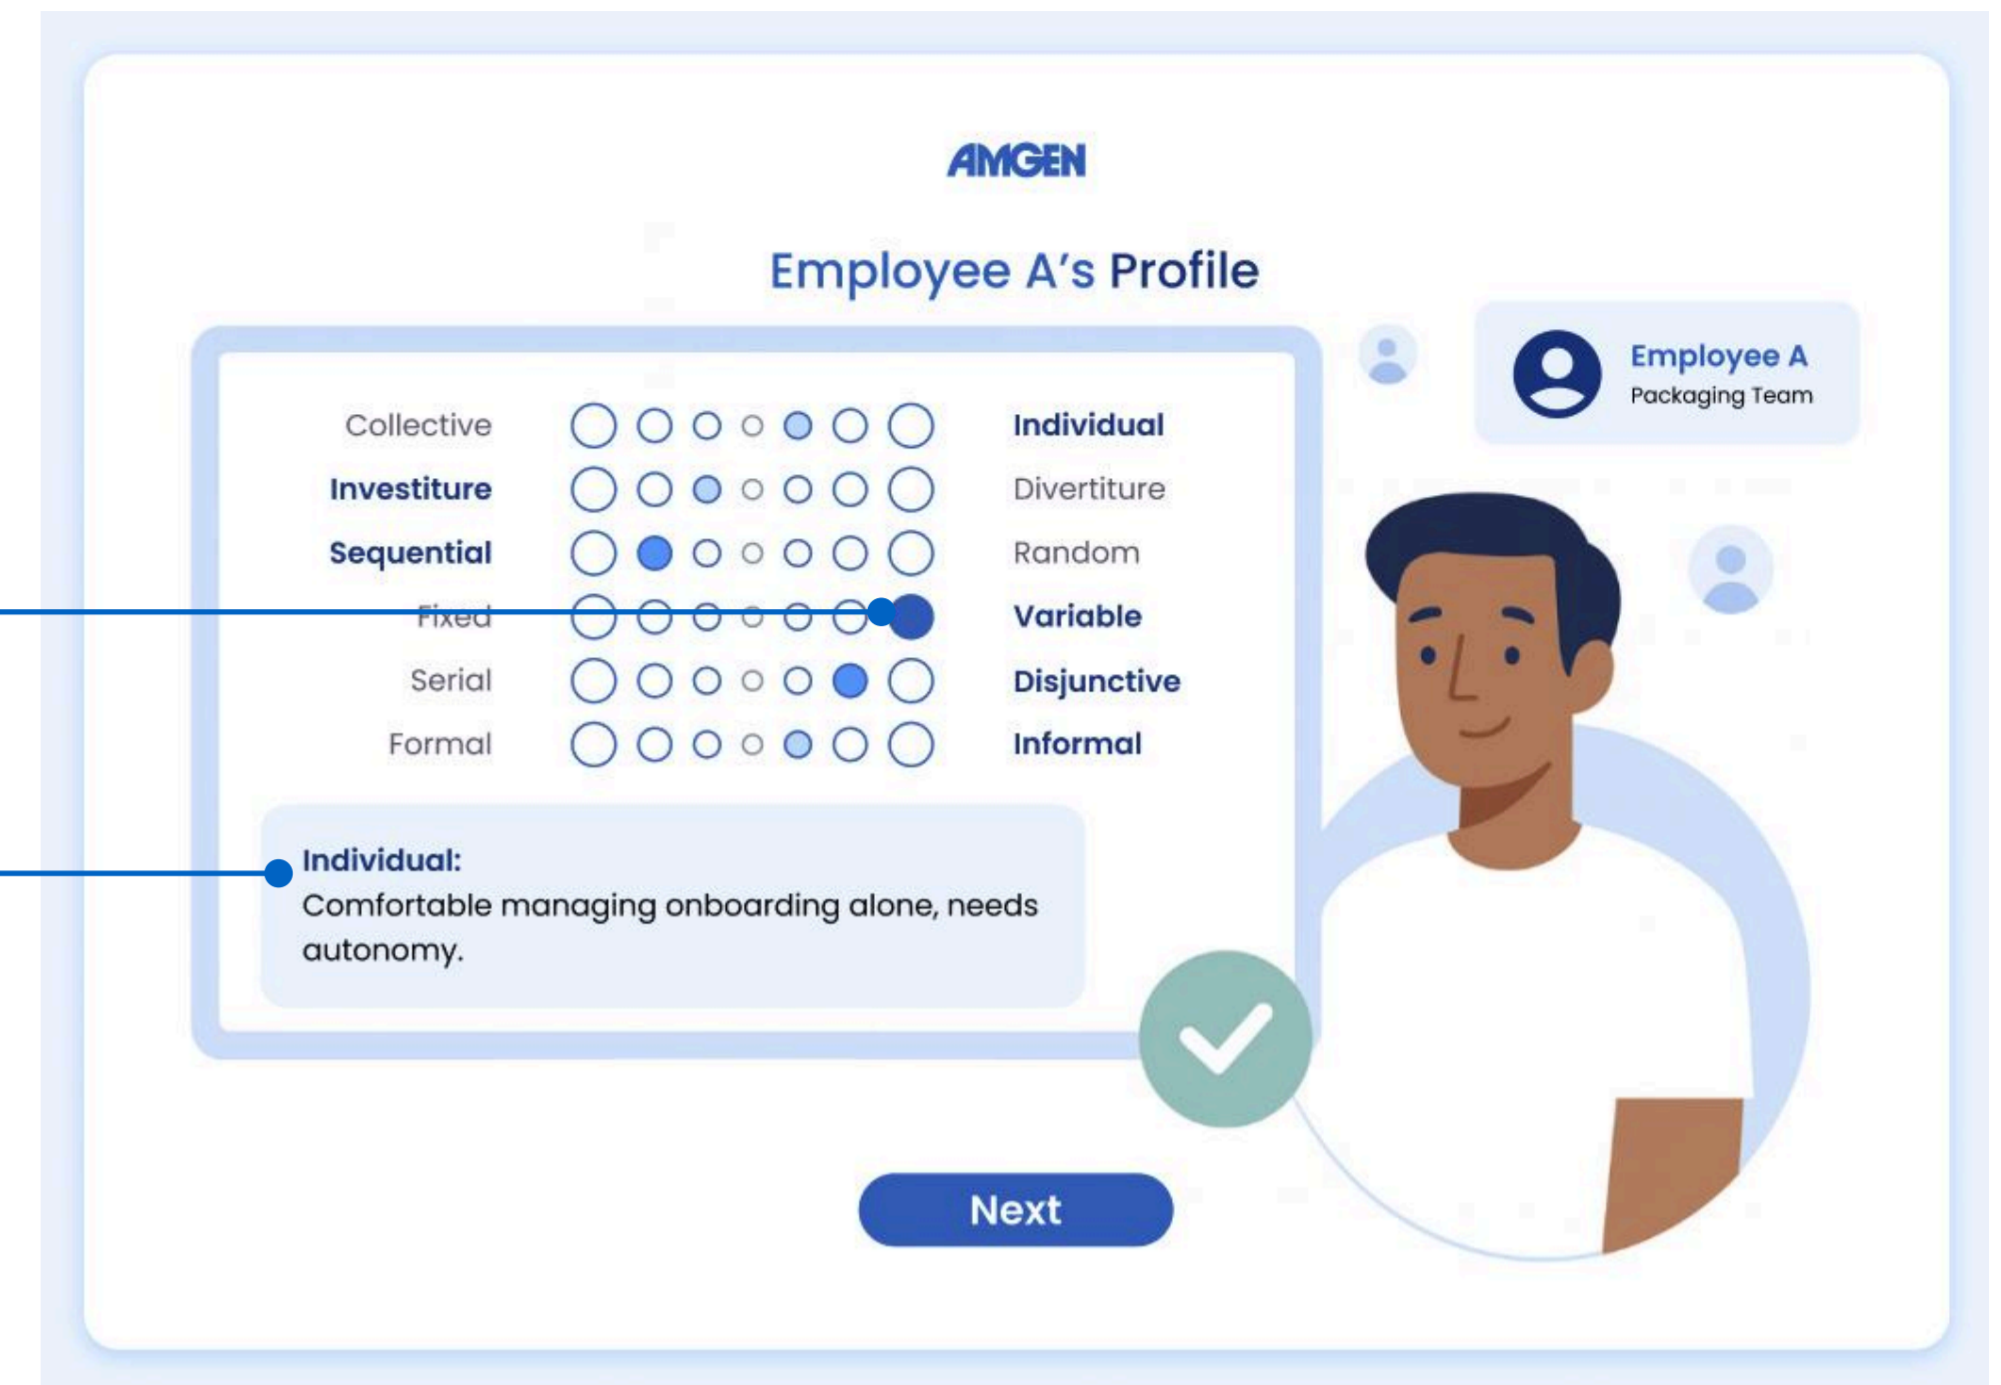 AMGEN
Employee A's Profile
Employee A
Packaging Team
Collective Individual
Investiture Divertiture
Sequential Random
Fixed Variable
Serial Disjunctive
Formal Informal
Individual:
Comfortable managing onboarding alone, needs
autonomy.
Next